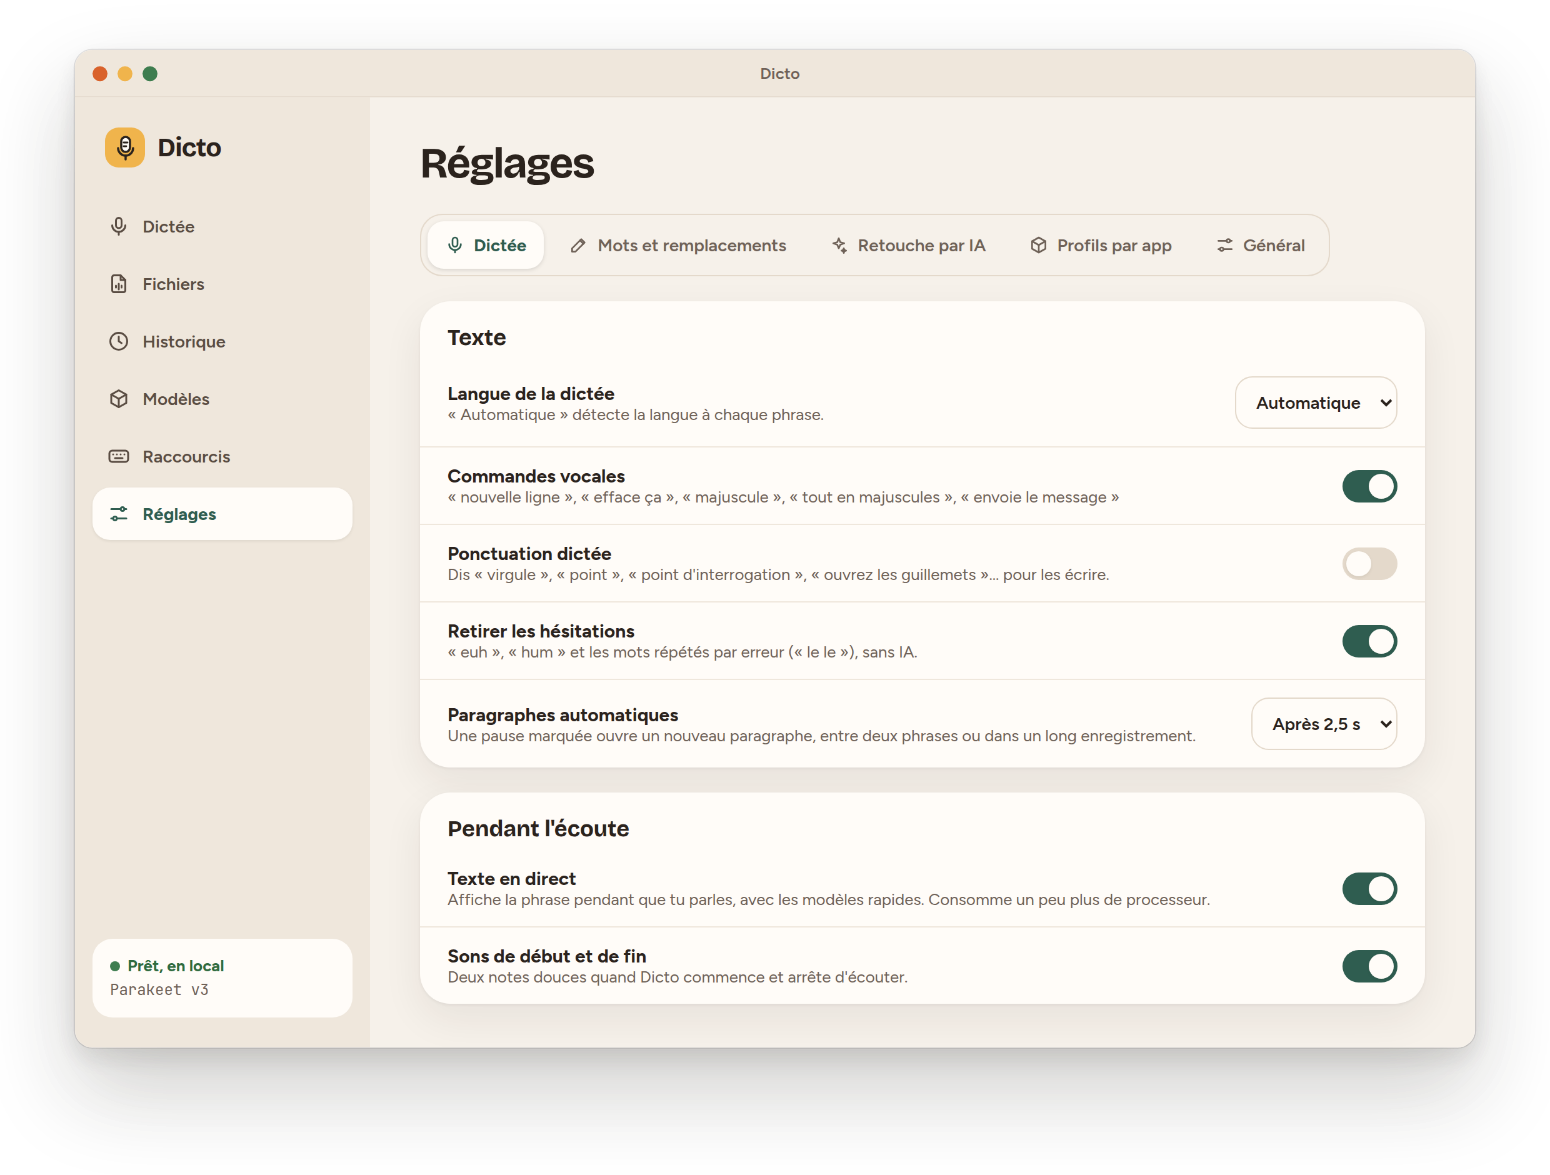 Dicto
Dicto
Dictée
Fichiers
Historique
Modèles
Raccourcis
Réglages
Prêt, en local
Parakeet v3
Réglages
Dictée
Mots et remplacements
Retouche par IA
Profils par app
Général
Texte
Langue de la dictée
« Automatique » détecte la langue à chaque phrase.
Automatique
Commandes vocales
« nouvelle ligne », « efface ça », « majuscule », « tout en majuscules », « envoie le message »
Ponctuation dictée
Dis « virgule », « point », « point d'interrogation », « ouvrez les guillemets »… pour les écrire.
Retirer les hésitations
« euh », « hum » et les mots répétés par erreur (« le le »), sans IA.
Paragraphes automatiques
Une pause marquée ouvre un nouveau paragraphe, entre deux phrases ou dans un long enregistrement.
Après 2,5 s
Pendant l'écoute
Texte en direct
Affiche la phrase pendant que tu parles, avec les modèles rapides. Consomme un peu plus de processeur.
Sons de début et de fin
Deux notes douces quand Dicto commence et arrête d'écouter.